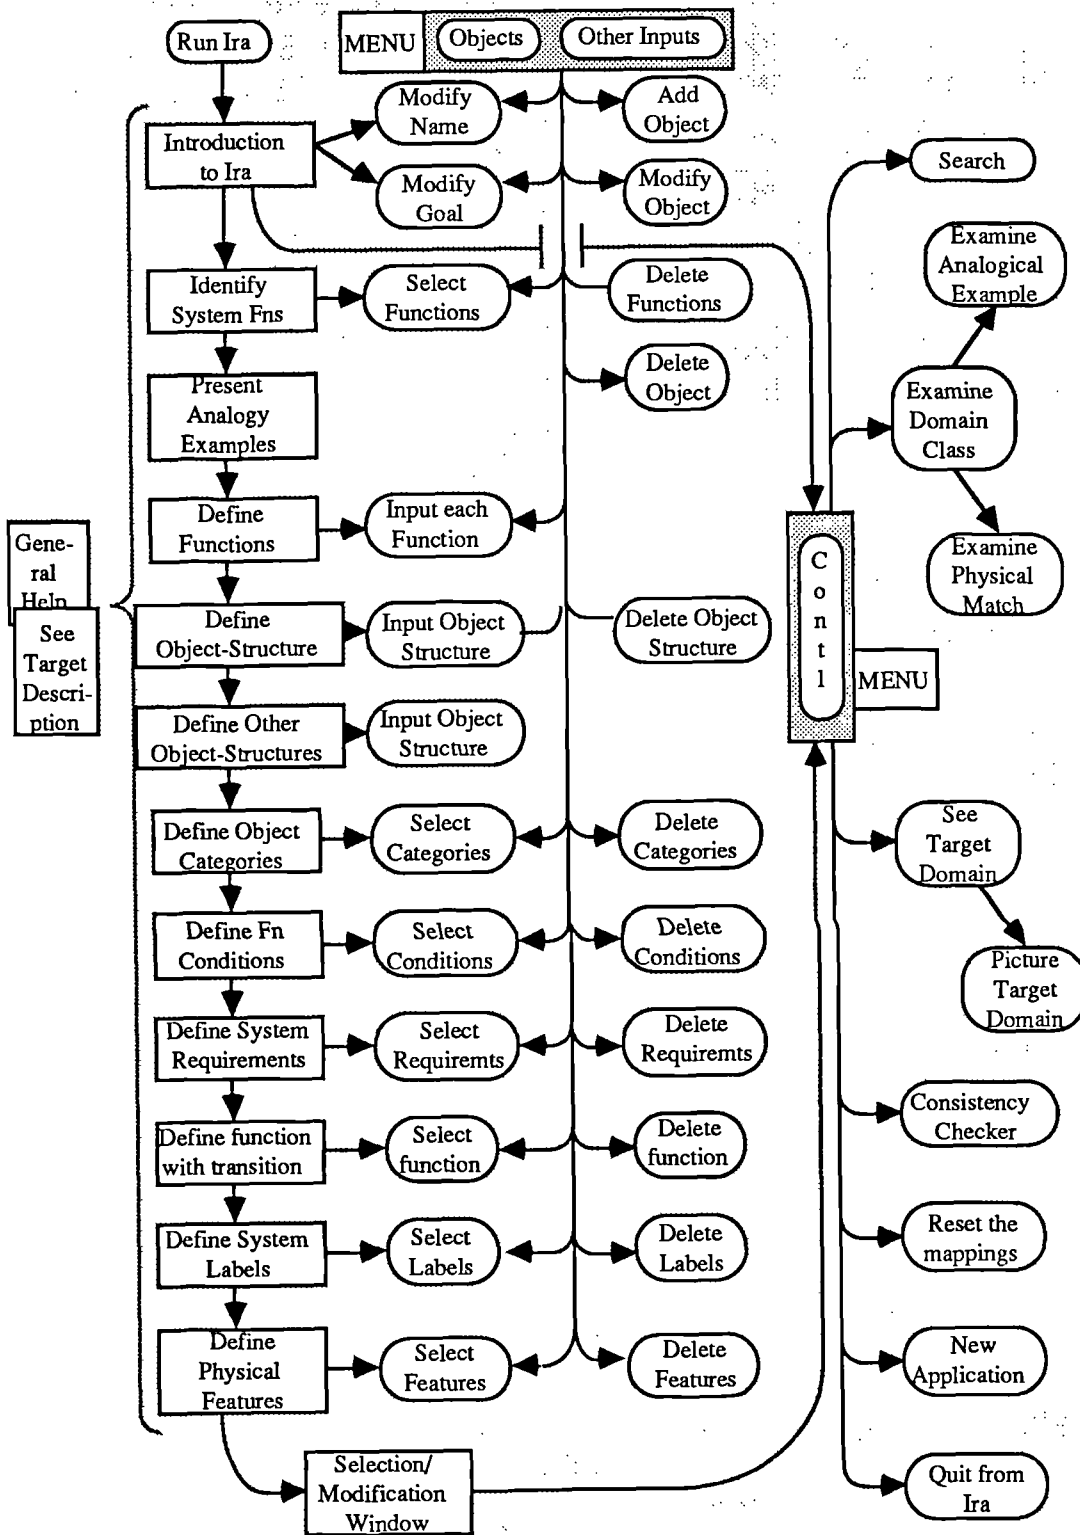 Run Ira
MENU
Objects
Other Inputs
Introduction
to Ira
Modify
Name
Add
Object
Modify
Goal
Modify
Object
Search
Identify
System Fns
Select
Functions
Delete
Functions
Examine
Analogical
Example
Present
Analogy
Examples
Delete
Object
Examine
Domain
Class
Define
Functions
Input each
Function
Examine
Physical
Match
Gene-
ral
Help
See
Target
Descri-
ption
Define
Object-Structure
Input Object
Structure
Delete Object
Structure
C
o
n
t
l
MENU
Define Other
Object-Structures
Input Object
Structure
Define Object
Categories
Select
Categories
Delete
Categories
See
Target
Domain
Define Fn
Conditions
Select
Conditions
Delete
Conditions
Picture
Target
Domain
Define System
Requirements
Select
Requiremts
Delete
Requiremts
Consistency
Checker
Define function
with transition
Select
function
Delete
function
Define System
Labels
Select
Labels
Delete
Labels
Reset the
mappings
Define
Physical
Features
Select
Features
Delete
Features
New
Application
Selection/
Modification
Window
Quit from
Ira